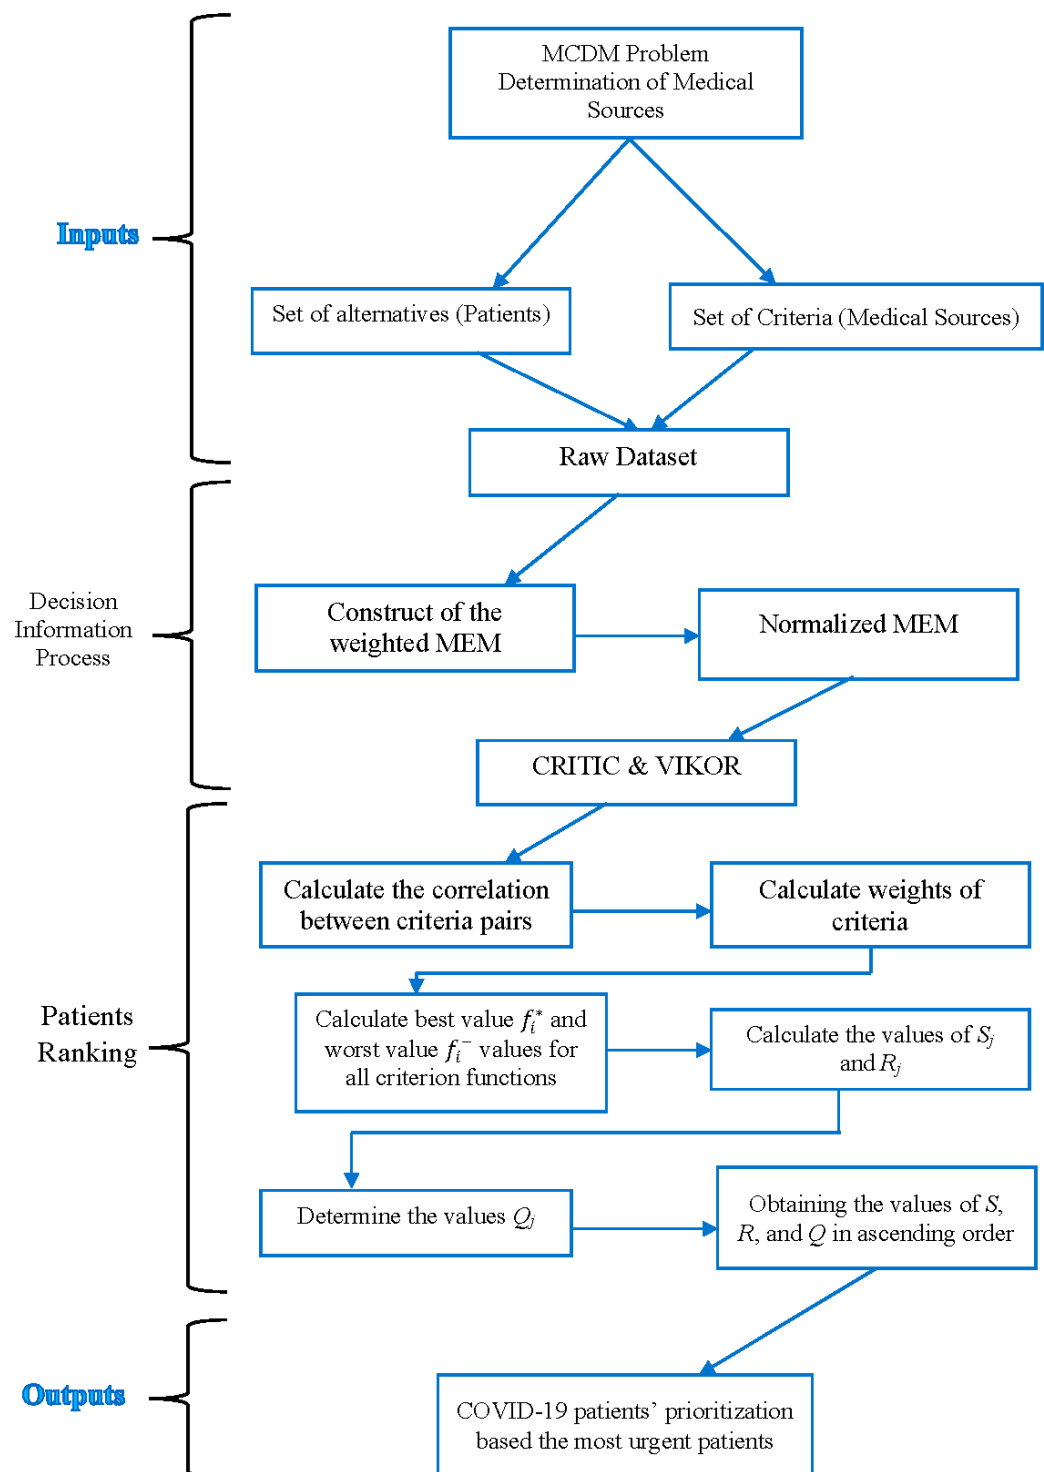 MCDM Problem
Determination of Medical
Sources
Inputs
Set of alternatives (Patients)
Set of Criteria (Medical Sources)
Raw Dataset
Decision
Information
Process
Construct of the
weighted MEM
Normalized MEM
CRITIC & VIKOR
Calculate the correlation
between criteria pairs
Calculate weights of
criteria
Patients
Ranking
Calculate best value $f_i^*$ and
worst value $f_i^-$ values for
all criterion functions
Calculate the values of $S_j$
and $R_j$
Determine the values $Q_j$
Obtaining the values of S,
R, and Q in ascending order
Outputs
COVID-19 patients’ prioritization
based the most urgent patients